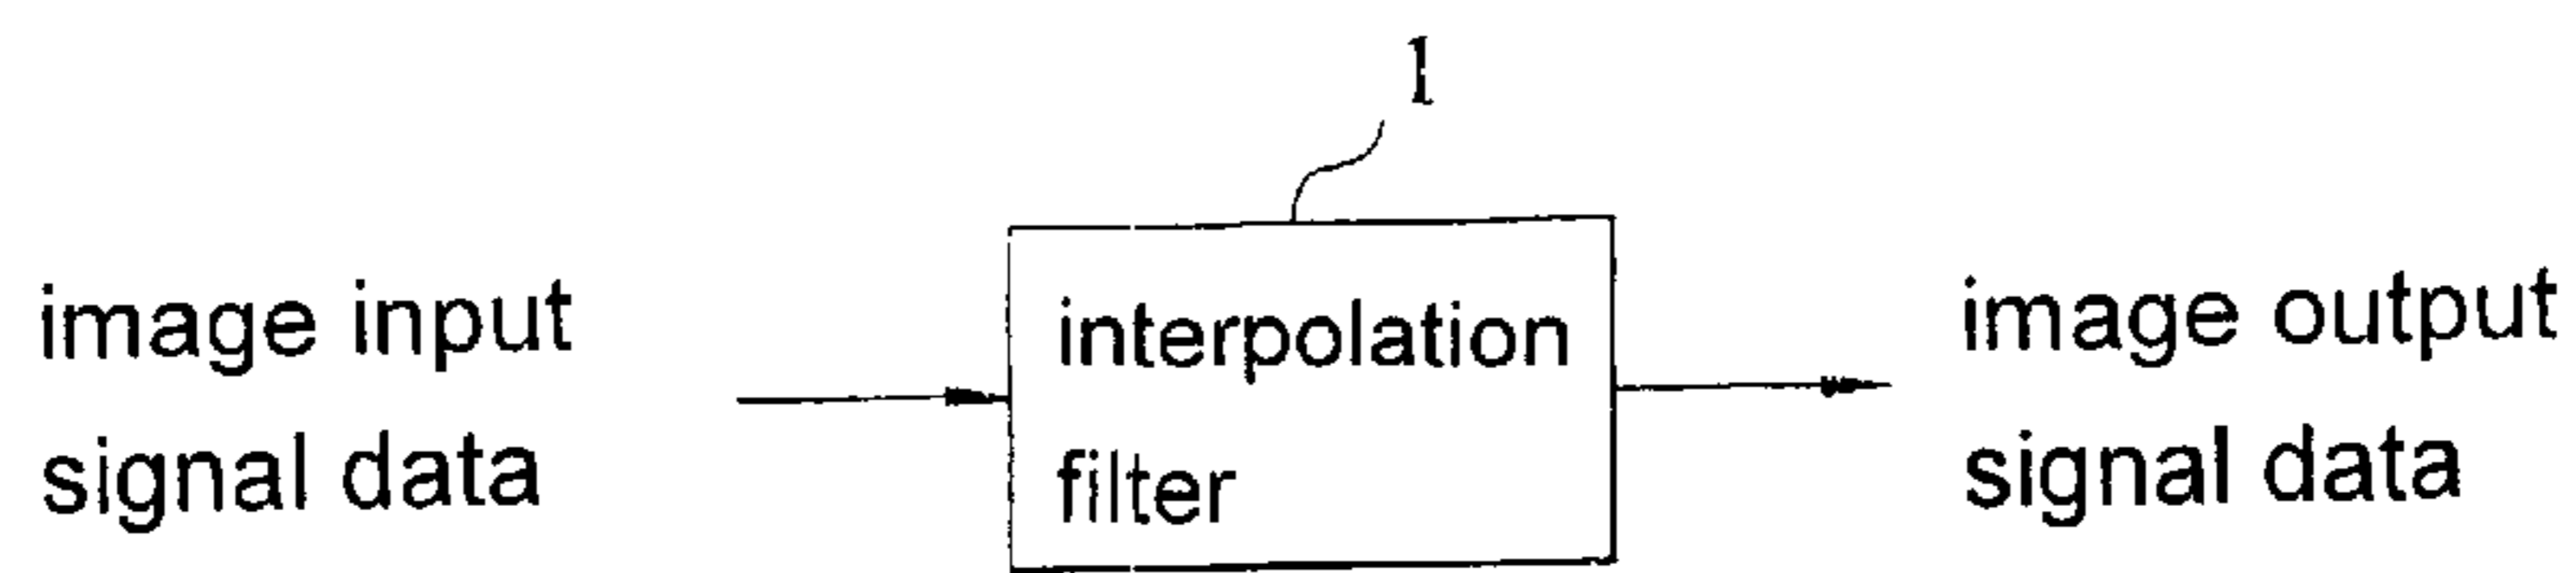 1
image input
signal data
interpolation
filter
image output
signal data